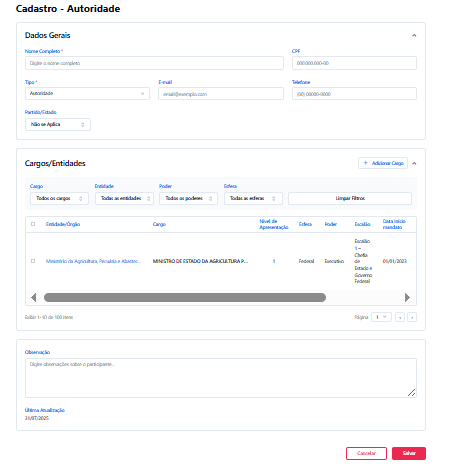 Cadastro - Autoridade
Dados Gerais
Nome Completo *
CPF
Digite o nome completo
000.000.000-00
Tipo *
E-mail
Telefone
Autoridade
email@exemplo.com
(00) 00000-0000
Partido/Estado
Não se Aplica
Cargos/Entidades
+ Adicionar Cargo
Cargo
Entidade
Poder
Esfera
Todos os cargos
Todas as entidades
Todos os poderes
Todas as esferas
Limpar Filtros
Entidade/Órgão
Cargo
Nível de
Apresentação
Esfera
Poder
Escalão
Data Início
mandato
Ministério da Agricultura, Pecuária e Abastec...
MINISTRO DE ESTADO DA AGRICULTURA P...
1
Federal
Executivo
Escalão
1 –
Chefia
de
Estado e
Governo
Federal
01/01/2023
Exibir 1-10 de 100 itens
Página
1
Observação
Digite observações sobre o participante...
Última Atualização
31/07/2025
Cancelar
Salvar